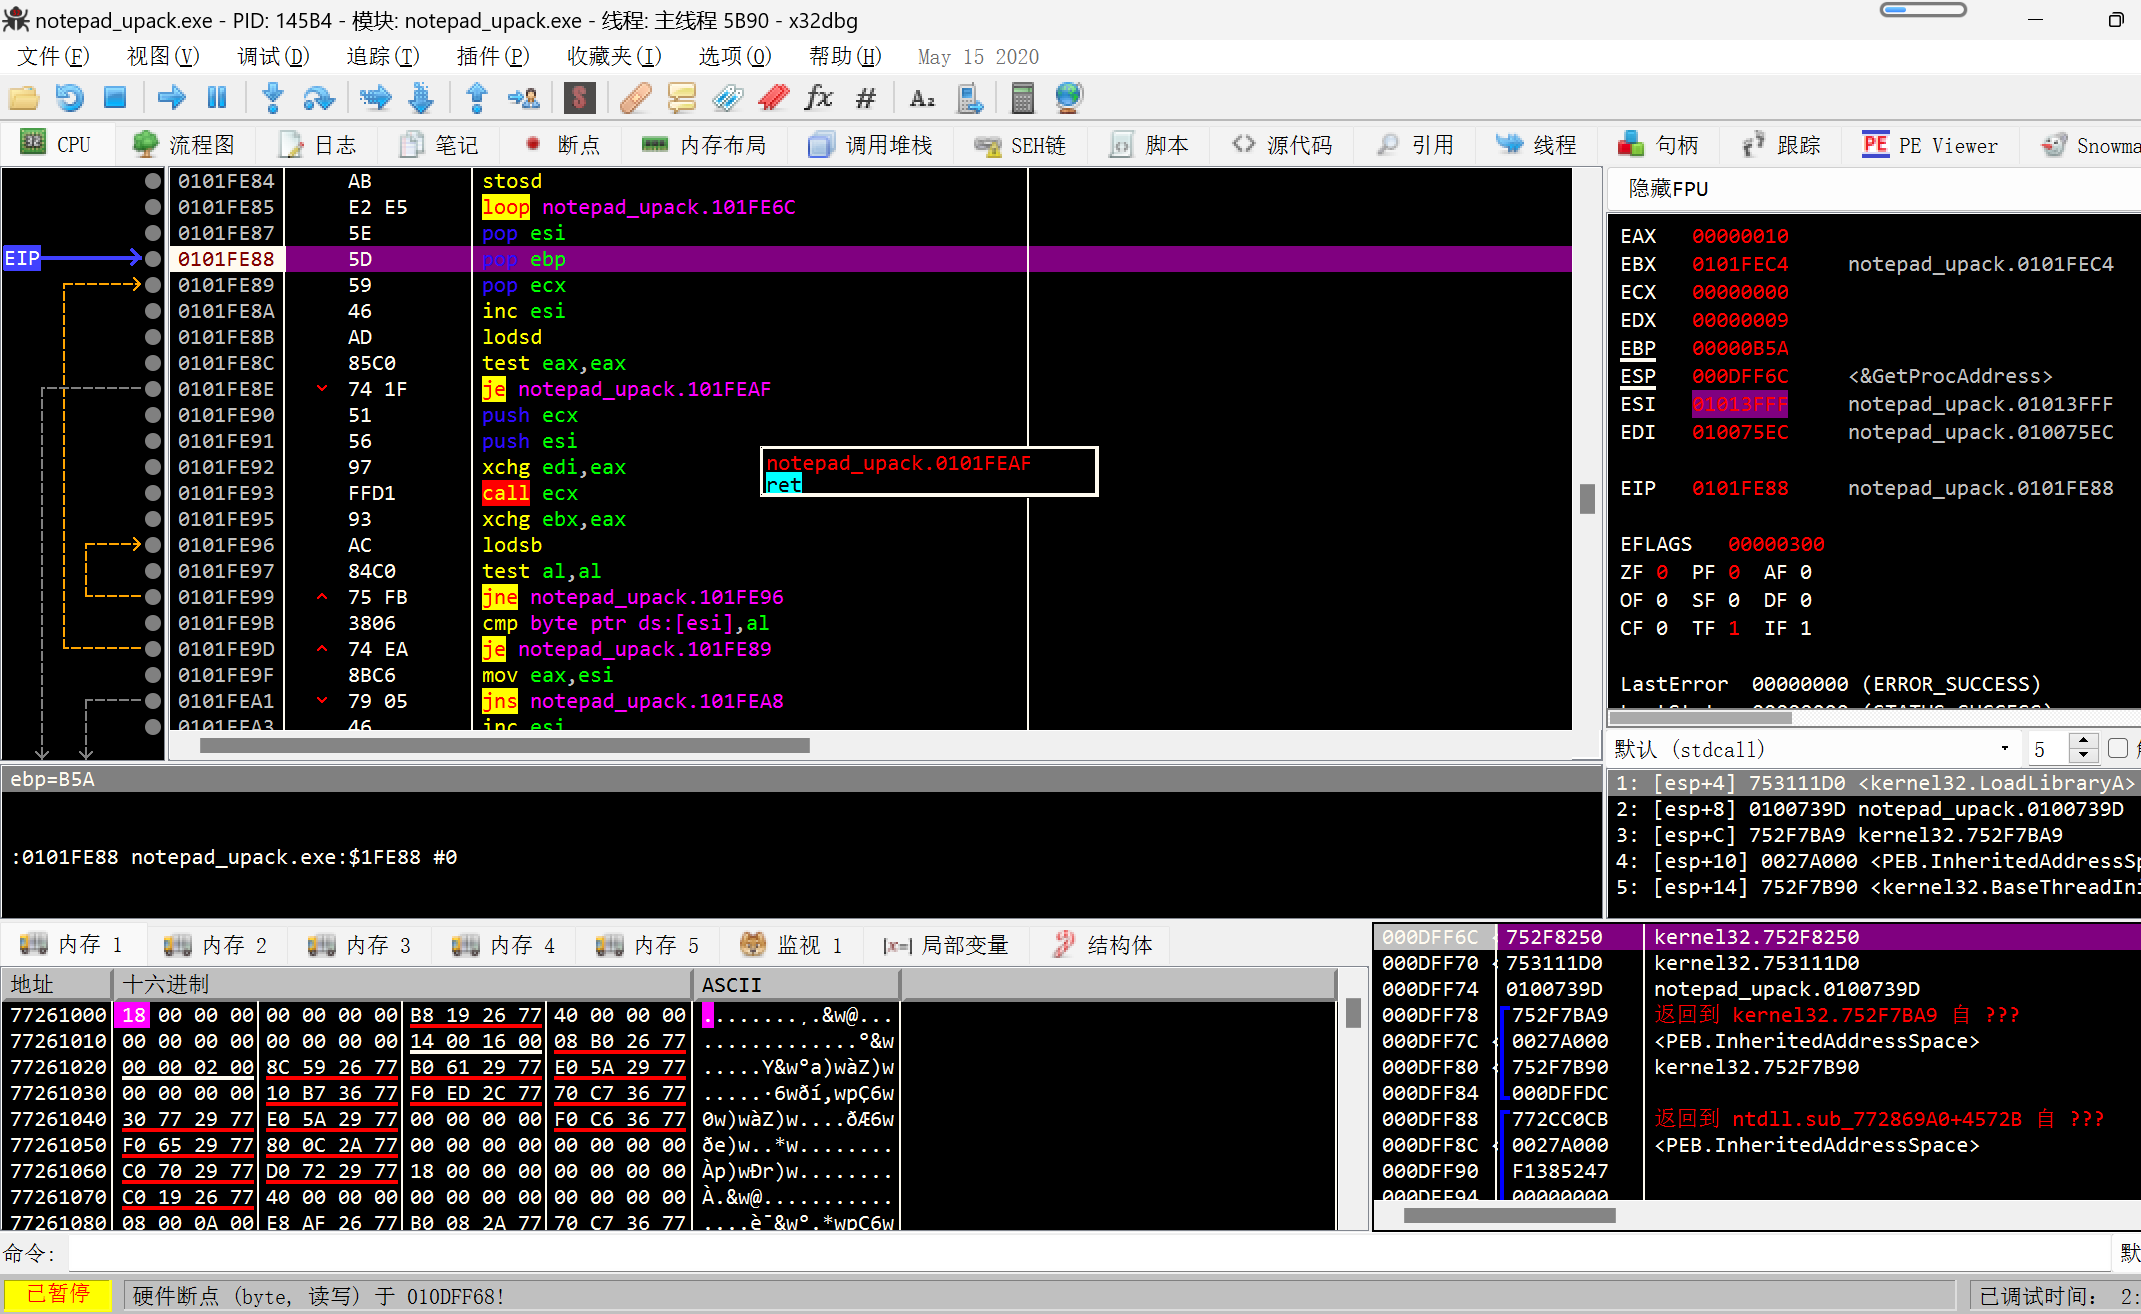 notepad_upack.exe - PID: 145B4 - 模块: notepad_upack.exe - 线程: 主线程 5B90 - x32dbg
文件(F) 视图(V) 调试(D) 追踪(T) 插件(P) 收藏夹(I) 选项(O) 帮助(H) May 15 2020
CPU 流程图 日志 笔记 断点 内存布局 调用堆栈 SEH链 脚本 源代码 引用 线程 句柄 跟踪 PE Viewer Snowma
0101FE84 AB stosd
0101FE85 E2 E5 loop notepad_upack.101FE6C
0101FE87 5E pop esi
EIP 0101FE88 5D pop ebp
0101FE89 59 pop ecx
0101FE8A 46 inc esi
0101FE8B AD lodsd
0101FE8C 85C0 test eax,eax
0101FE8E 74 1F je notepad_upack.101FEAF
0101FE90 51 push ecx
0101FE91 56 push esi
0101FE92 97 xchg edi,eax
0101FE93 FFD1 call ecx
0101FE95 93 xchg ebx,eax
0101FE96 AC lodsb
0101FE97 84C0 test al,al
0101FE99 75 FB jne notepad_upack.101FE96
0101FE9B 3806 cmp byte ptr ds:[esi],al
0101FE9D 74 EA je notepad_upack.101FE89
0101FE9F 8BC6 mov eax,esi
0101FEA1 79 05 jns notepad_upack.101FEA8
0101FEA3 46 inc esi
notepad_upack.0101FEAF
ret
隐藏FPU
EAX 00000010
EBX 0101FEC4 notepad_upack.0101FEC4
ECX 00000000
EDX 00000009
EBP 00000B5A
ESP 000DFF6C <&GetProcAddress>
ESI 01013FFF notepad_upack.01013FFF
EDI 010075EC notepad_upack.010075EC
EIP 0101FE88 notepad_upack.0101FE88
EFLAGS 00000300
ZF 0 PF 0 AF 0
OF 0 SF 0 DF 0
CF 0 TF 1 IF 1
LastError 00000000 (ERROR_SUCCESS)
默认 (stdcall) 5
1: [esp+4] 753111D0 <kernel32.LoadLibraryA>
2: [esp+8] 0100739D notepad_upack.0100739D
3: [esp+C] 752F7BA9 kernel32.752F7BA9
4: [esp+10] 0027A000 <PEB.InheritedAddressSp
5: [esp+14] 752F7B90 <kernel32.BaseThreadIni
ebp=B5A
:0101FE88 notepad_upack.exe:$1FE88 #0
内存 1 内存 2 内存 3 内存 4 内存 5 监视 1 [x=] 局部变量 结构体
地址 十六进制 ASCII
77261000 18 00 00 00 00 00 00 00 B8 19 26 77 40 00 00 00 ........¸.&w@...
77261010 00 00 00 00 00 00 00 00 14 00 16 00 08 B0 26 77 .............°&w
77261020 00 00 02 00 8C 59 26 77 B0 61 29 77 E0 5A 29 77 .....Y&w°a)wàZ)w
77261030 00 00 00 00 10 B7 36 77 F0 ED 2C 77 70 C7 36 77 .....·6wðí,wpÇ6w
77261040 30 77 29 77 E0 5A 29 77 00 00 00 00 F0 C6 36 77 0w)wàZ)w....ðÆ6w
77261050 F0 65 29 77 80 0C 2A 77 00 00 00 00 00 00 00 00 ðe)w..*w........
77261060 C0 70 29 77 D0 72 29 77 18 00 00 00 00 00 00 00 Àp)wÐr)w........
77261070 C0 19 26 77 40 00 00 00 00 00 00 00 00 00 00 00 À.&w@...........
77261080 08 00 0A 00 E8 AF 26 77 B0 08 2A 77 70 C7 36 77 ....è¯&w°.*wpÇ6w
000DFF6C 752F8250 kernel32.752F8250
000DFF70 753111D0 kernel32.753111D0
000DFF74 0100739D notepad_upack.0100739D
000DFF78 752F7BA9 返回到 kernel32.752F7BA9 自 ???
000DFF7C 0027A000 <PEB.InheritedAddressSpace>
000DFF80 752F7B90 kernel32.752F7B90
000DFF84 000DFFDC
000DFF88 772CC0CB 返回到 ntdll.sub_772869A0+4572B 自 ???
000DFF8C 0027A000 <PEB.InheritedAddressSpace>
000DFF90 F1385247
000DFF94 00000000
命令: 默
已暂停 硬件断点 (byte, 读写) 于 010DFF68! 已调试时间: 2: